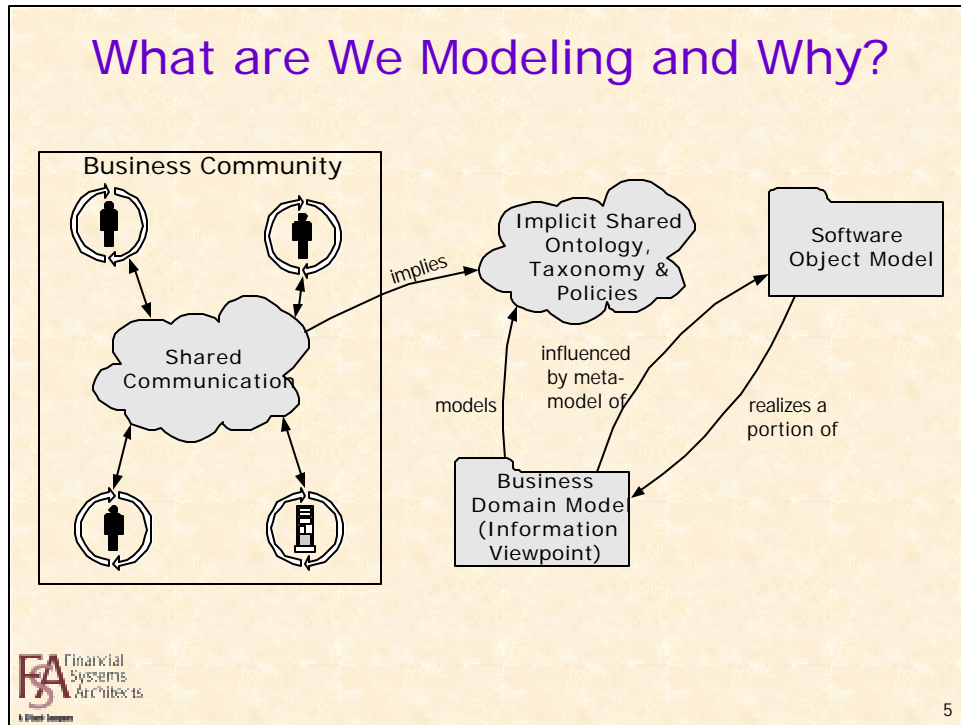 What are We Modeling and Why?
Business Community
Shared
Communication
implies
Implicit Shared
Ontology,
Taxonomy &
Policies
Software
Object Model
models
influenced
by meta-
model of
realizes a
portion of
Business
Domain Model
(Information
Viewpoint)
FSA
Financial
Systems
Architects
5